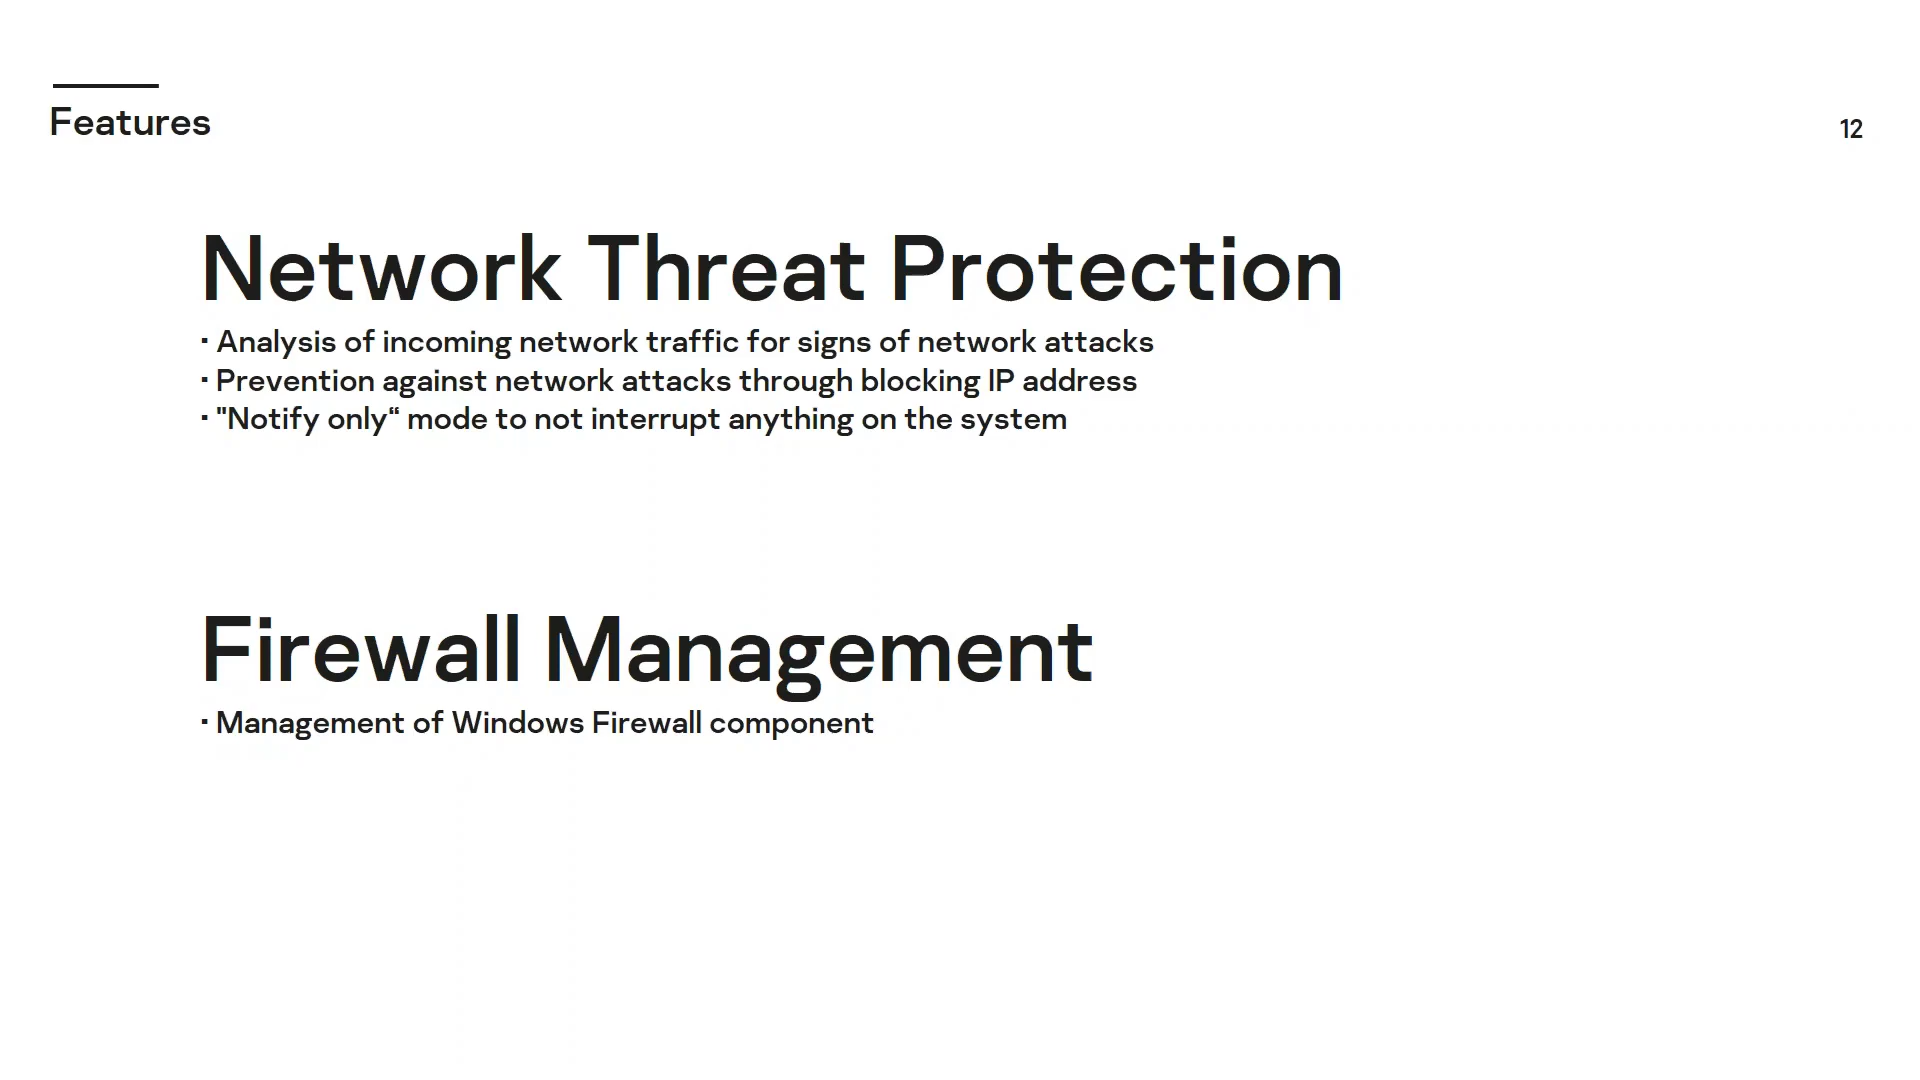 Features
12
Network Threat Protection
▪ Analysis of incoming network traffic for signs of network attacks
▪ Prevention against network attacks through blocking IP address
▪ "Notify only“ mode to not interrupt anything on the system
Firewall Management
▪ Management of Windows Firewall component